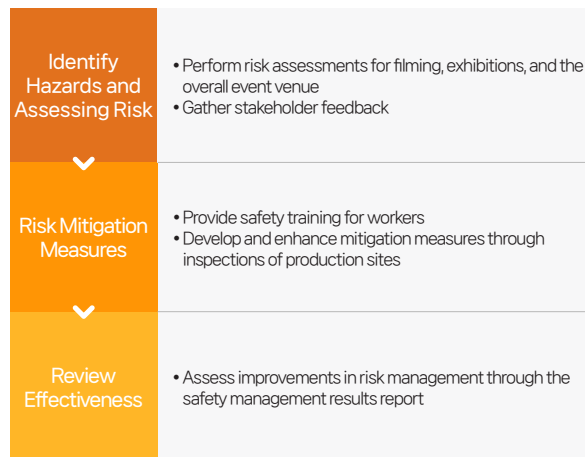 Identify
Hazards and
Assessing Risk
• Perform risk assessments for filming, exhibitions, and the
overall event venue
• Gather stakeholder feedback
Risk Mitigation
Measures
• Provide safety training for workers
• Develop and enhance mitigation measures through
inspections of production sites
Review
Effectiveness
• Assess improvements in risk management through the
safety management results report